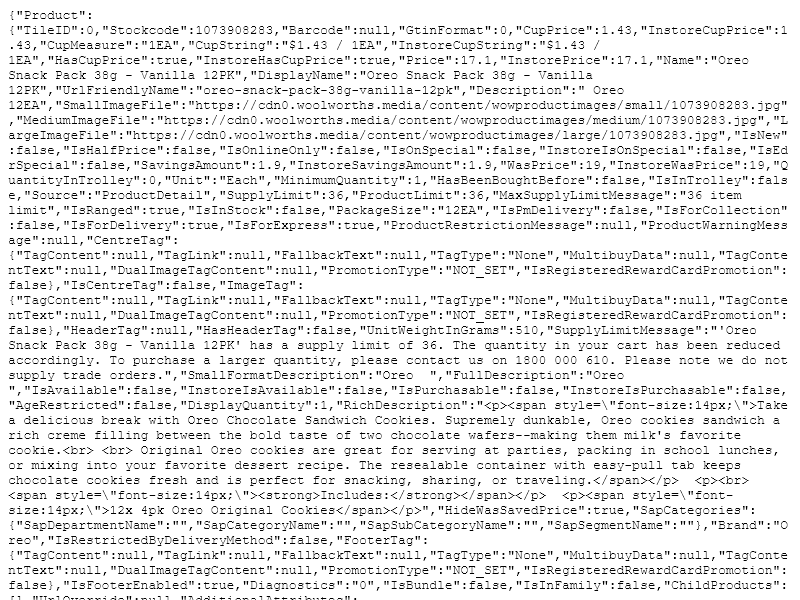 {"Product":
{"TileID":0,"Stockcode":1073908283,"Barcode":null,"GtinFormat":0,"CupPrice":1.43,"InstoreCupPrice":1
.43,"CupMeasure":"1EA","CupString":"$1.43 / 1EA","InstoreCupString":"$1.43 /
1EA","HasCupPrice":true,"InstoreHasCupPrice":true,"Price":17.1,"InstorePrice":17.1,"Name":"Oreo
Snack Pack 38g - Vanilla 12PK","DisplayName":"Oreo Snack Pack 38g - Vanilla
12PK","UrlFriendlyName":"oreo-snack-pack-38g-vanilla-12pk","Description":" Oreo
12EA","SmallImageFile":"https://cdn0.woolworths.media/content/wowproductimages/small/1073908283.jpg"
,"MediumImageFile":"https://cdn0.woolworths.media/content/wowproductimages/medium/1073908283.jpg","L
argeImageFile":"https://cdn0.woolworths.media/content/wowproductimages/large/1073908283.jpg","IsNew"
:false,"IsHalfPrice":false,"IsOnlineOnly":false,"IsOnSpecial":false,"InstoreIsOnSpecial":false,"IsEd
rSpecial":false,"SavingsAmount":1.9,"InstoreSavingsAmount":1.9,"WasPrice":19,"InstoreWasPrice":19,"Q
uantityInTrolley":0,"Unit":"Each","MinimumQuantity":1,"HasBeenBoughtBefore":false,"IsInTrolley":fals
e,"Source":"ProductDetail","SupplyLimit":36,"ProductLimit":36,"MaxSupplyLimitMessage":"36 item
limit","IsRanged":true,"IsInStock":false,"PackageSize":"12EA","IsPmDelivery":false,"IsForCollection"
:false,"IsForDelivery":true,"IsForExpress":true,"ProductRestrictionMessage":null,"ProductWarningMess
age":null,"CentreTag":
{"TagContent":null,"TagLink":null,"FallbackText":null,"TagType":"None","MultibuyData":null,"TagConte
ntText":null,"DualImageTagContent":null,"PromotionType":"NOT_SET","IsRegisteredRewardCardPromotion":
false},"IsCentreTag":false,"ImageTag":
{"TagContent":null,"TagLink":null,"FallbackText":null,"TagType":"None","MultibuyData":null,"TagConte
ntText":null,"DualImageTagContent":null,"PromotionType":"NOT_SET","IsRegisteredRewardCardPromotion":
false},"HeaderTag":null,"HasHeaderTag":false,"UnitWeightInGrams":510,"SupplyLimitMessage":"'Oreo
Snack Pack 38g - Vanilla 12PK' has a supply limit of 36. The quantity in your cart has been reduced
accordingly. To purchase a larger quantity, please contact us on 1800 000 610. Please note we do not
supply trade orders.","SmallFormatDescription":"Oreo  ","FullDescription":"Oreo
","IsAvailable":false,"InstoreIsAvailable":false,"IsPurchasable":false,"InstoreIsPurchasable":false,
"AgeRestricted":false,"DisplayQuantity":1,"RichDescription":"<p><span style=\"font-size:14px;\">Take
a delicious break with Oreo Chocolate Sandwich Cookies. Supremely dunkable, Oreo cookies sandwich a
rich creme filling between the bold taste of two chocolate wafers--making them milk's favorite
cookie.<br> <br> Original Oreo cookies are great for serving at parties, packing in school lunches,
or mixing into your favorite dessert recipe. The resealable container with easy-pull tab keeps
chocolate cookies fresh and is perfect for snacking, sharing, or traveling.</span></p>  <p><br>
<span style=\"font-size:14px;\"><strong>Includes:</strong></span></p>  <p><span style=\"font-
size:14px;\">12x 4pk Oreo Original Cookies</span></p>","HideWasSavedPrice":true,"SapCategories":
{"SapDepartmentName":"","SapCategoryName":"","SapSubCategoryName":"","SapSegmentName":""},"Brand":"O
reo","IsRestrictedByDeliveryMethod":false,"FooterTag":
{"TagContent":null,"TagLink":null,"FallbackText":null,"TagType":"None","MultibuyData":null,"TagConte
ntText":null,"DualImageTagContent":null,"PromotionType":"NOT_SET","IsRegisteredRewardCardPromotion":
false},"IsFooterEnabled":true,"Diagnostics":"0","IsBundle":false,"IsInFamily":false,"ChildProducts":
[],"UrlOverride":null,"AdditionalAttributes":